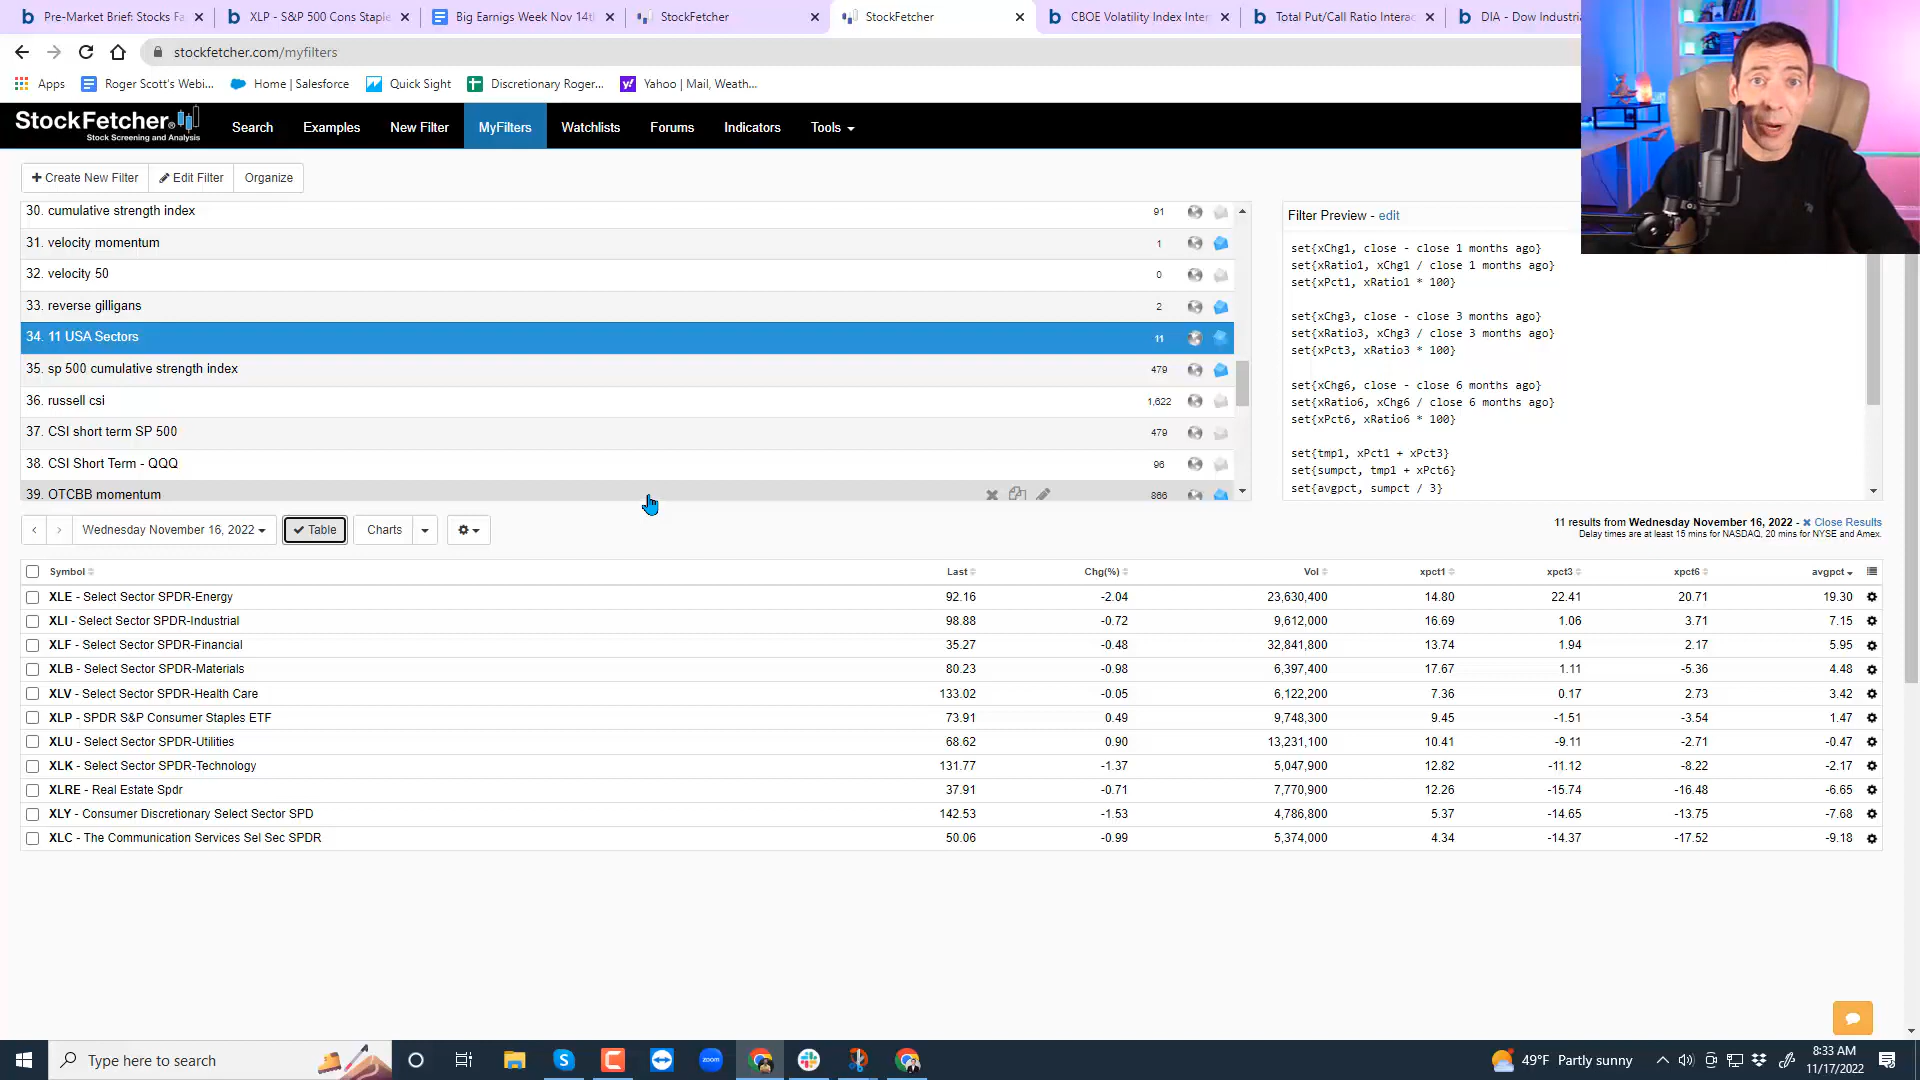 Pre-Market Brief: Stocks Fa
XLP - S&P 500 Cons Staple
Big Earnigs Week Nov 14th
StockFetcher
StockFetcher
CBOE Volatility Index Inter
Total Put/Call Ratio Interac
DIA - Dow Industri
stockfetcher.com/myfilters
Apps
Roger Scott's Webi...
Home | Salesforce
Quick Sight
Discretionary Roger...
Yahoo | Mail, Weath...
StockFetcher
Stock Screening and Analysis
Search
Examples
New Filter
MyFilters
Watchlists
Forums
Indicators
Tools
Create New Filter
Edit Filter
Organize
30. cumulative strength index 91
31. velocity momentum 1
32. velocity 50 0
33. reverse gilligans 2
34. 11 USA Sectors 11
35. sp 500 cumulative strength index 479
36. russell csi 1,622
37. CSI short term SP 500 479
38. CSI Short Term - QQQ 96
39. OTCBB momentum 866
Filter Preview - edit
set{xChg1, close - close 1 months ago}
set{xRatio1, xChg1 / close 1 months ago}
set{xPct1, xRatio1 * 100}
set{xChg3, close - close 3 months ago}
set{xRatio3, xChg3 / close 3 months ago}
set{xPct3, xRatio3 * 100}
set{xChg6, close - close 6 months ago}
set{xRatio6, xChg6 / close 6 months ago}
set{xPct6, xRatio6 * 100}
set{tmp1, xPct1 + xPct3}
set{sumpct, tmp1 + xPct6}
set{avgpct, sumpct / 3}
Wednesday November 16, 2022
Table
Charts
11 results from Wednesday November 16, 2022 - Close Results
Delay times are at least 15 mins for NASDAQ, 20 mins for NYSE and Amex.
Symbol Last Chg(%) Vol xpct1 xpct3 xpct6 avgpct
XLE - Select Sector SPDR-Energy 92.16 -2.04 23,630,400 14.80 22.41 20.71 19.30
XLI - Select Sector SPDR-Industrial 98.88 -0.72 9,612,000 16.69 1.06 3.71 7.15
XLF - Select Sector SPDR-Financial 35.27 -0.48 32,841,800 13.74 1.94 2.17 5.95
XLB - Select Sector SPDR-Materials 80.23 -0.98 6,397,400 17.67 1.11 -5.36 4.48
XLV - Select Sector SPDR-Health Care 133.02 -0.05 6,122,200 7.36 0.17 2.73 3.42
XLP - SPDR S&P Consumer Staples ETF 73.91 0.49 9,748,300 9.45 -1.51 -3.54 1.47
XLU - Select Sector SPDR-Utilities 68.62 0.90 13,231,100 10.41 -9.11 -2.71 -0.47
XLK - Select Sector SPDR-Technology 131.77 -1.37 5,047,900 12.82 -11.12 -8.22 -2.17
XLRE - Real Estate Spdr 37.91 -0.71 7,770,900 12.26 -15.74 -16.48 -6.65
XLY - Consumer Discretionary Select Sector SPD 142.53 -1.53 4,786,800 5.37 -14.65 -13.75 -7.68
XLC - The Communication Services Sel Sec SPDR 50.06 -0.99 5,374,000 4.34 -14.37 -17.52 -9.18
Type here to search
zoom
49°F Partly sunny
8:33 AM
11/17/2022